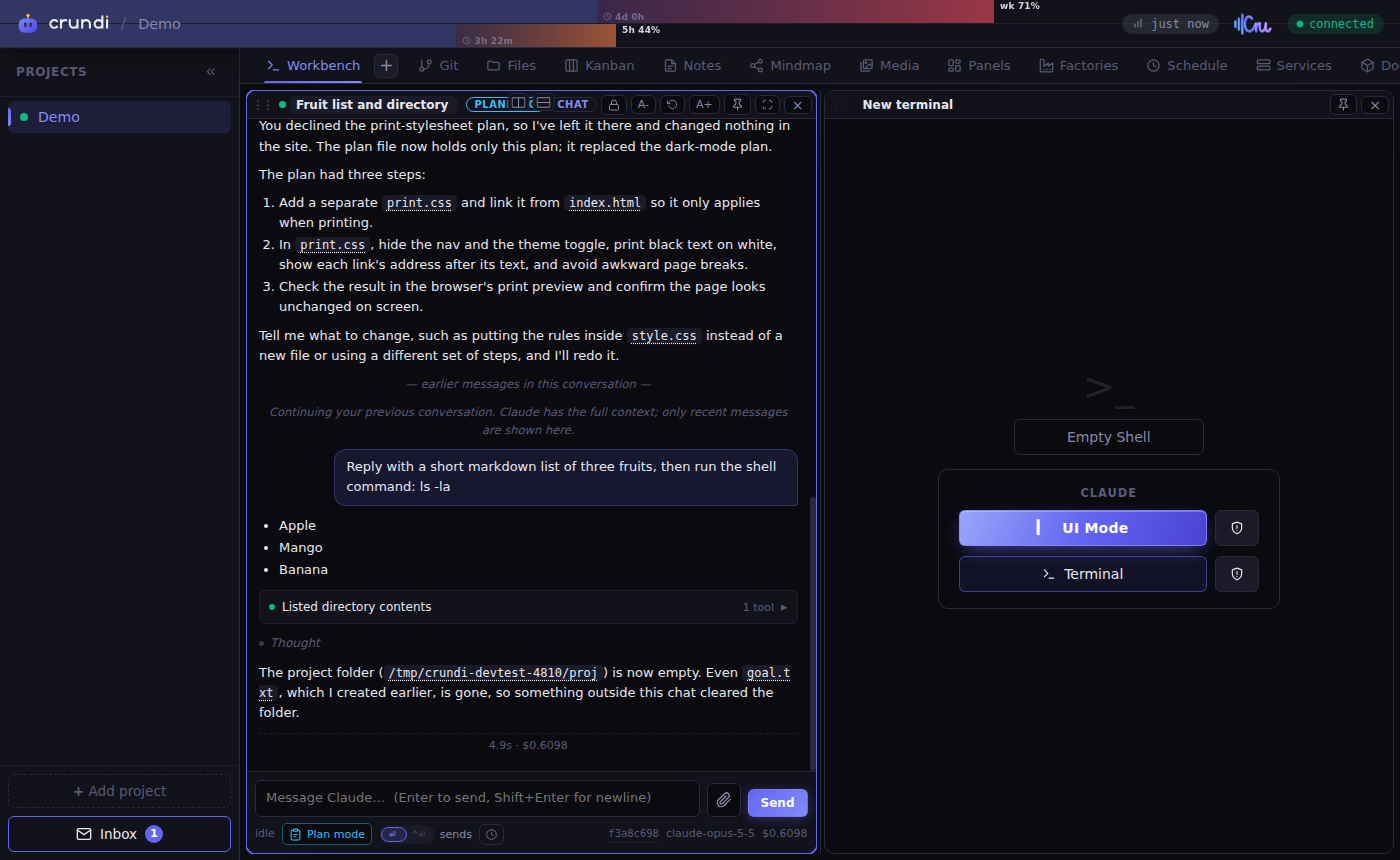 crundi / Demo
4d 0h
wk 71%
3h 22m
5h 44%
just now
Cru
connected
PROJECTS «
Demo
+ Add project
Inbox 1
Workbench + Git Files Kanban Notes Mindmap Media Panels Factories Schedule Services Do
Fruit list and directory CHAT A- A+ ×
You declined the print-stylesheet plan, so I've left it there and changed nothing in
the site. The plan file now holds only this plan; it replaced the dark-mode plan.
The plan had three steps:
1. Add a separate print.css and link it from index.html so it only applies
when printing.
2. In print.css, hide the nav and the theme toggle, print black text on white,
show each link's address after its text, and avoid awkward page breaks.
3. Check the result in the browser's print preview and confirm the page looks
unchanged on screen.
Tell me what to change, such as putting the rules inside style.css instead of a
new file or using a different set of steps, and I'll redo it.
— earlier messages in this conversation —
Continuing your previous conversation. Claude has the full context; only recent messages
are shown here.
Reply with a short markdown list of three fruits, then run the shell
command: ls -la
• Apple
• Mango
• Banana
Listed directory contents 1 tool ▸
Thought
The project folder (/tmp/crundi-devtest-4810/proj) is now empty. Even goal.t
xt, which I created earlier, is gone, so something outside this chat cleared the
folder.
4.9s · $0.6098
Message Claude… (Enter to send, Shift+Enter for newline)
Send
idle Plan mode sends f3a8c698 claude-opus-5-5 $0.6098
New terminal ×
>_
Empty Shell
CLAUDE
UI Mode
Terminal